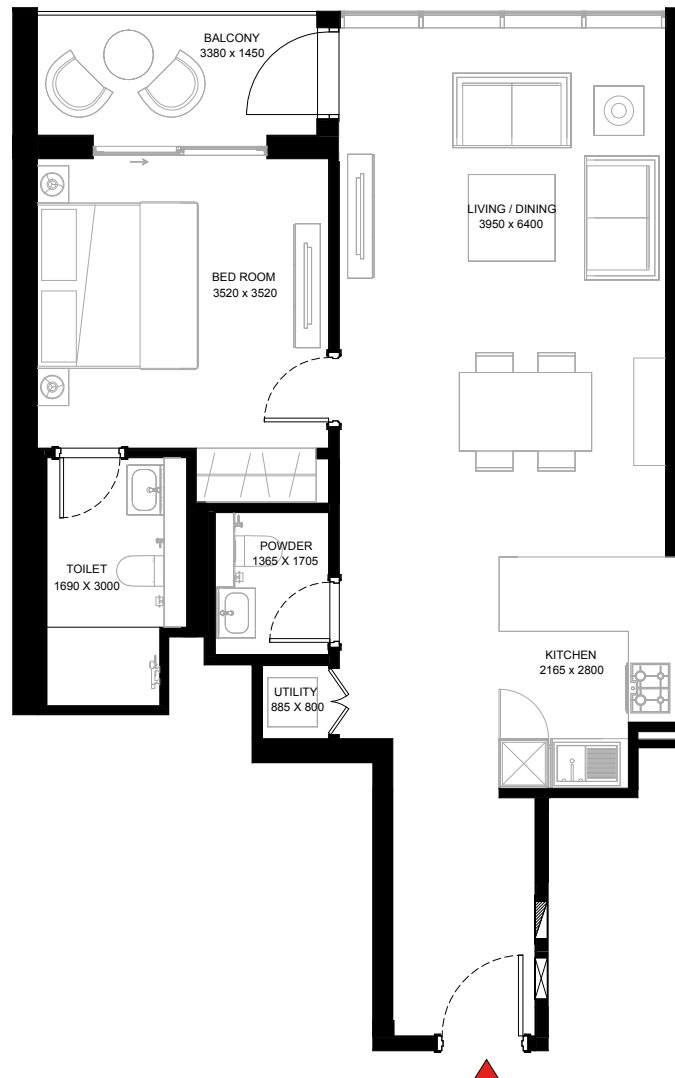 BALCONY
3380 x 1450
LIVING / DINING
3950 x 6400
BED ROOM
3520 x 3520
POWDER
1365 x 1705
TOILET
1690 X 3000
KITCHEN
2165 x 2800
UTILITY
885 X 800